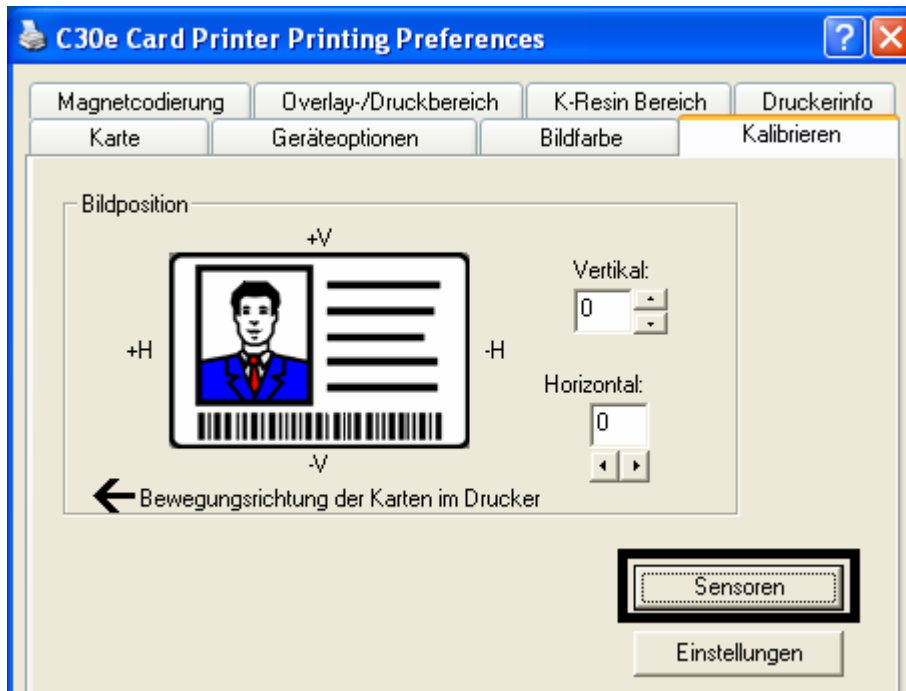 C30e Card Printer Printing Preferences
Magnetcodierung Overlay-/Druckbereich K-Resin Bereich Druckerinfo
Karte Geräteoptionen Bildfarbe Kalibrieren
Bildposition
+V
Vertikal:
0
+H -H
Horizontal:
0
-V
Bewegungsrichtung der Karten im Drucker
Sensoren
Einstellungen